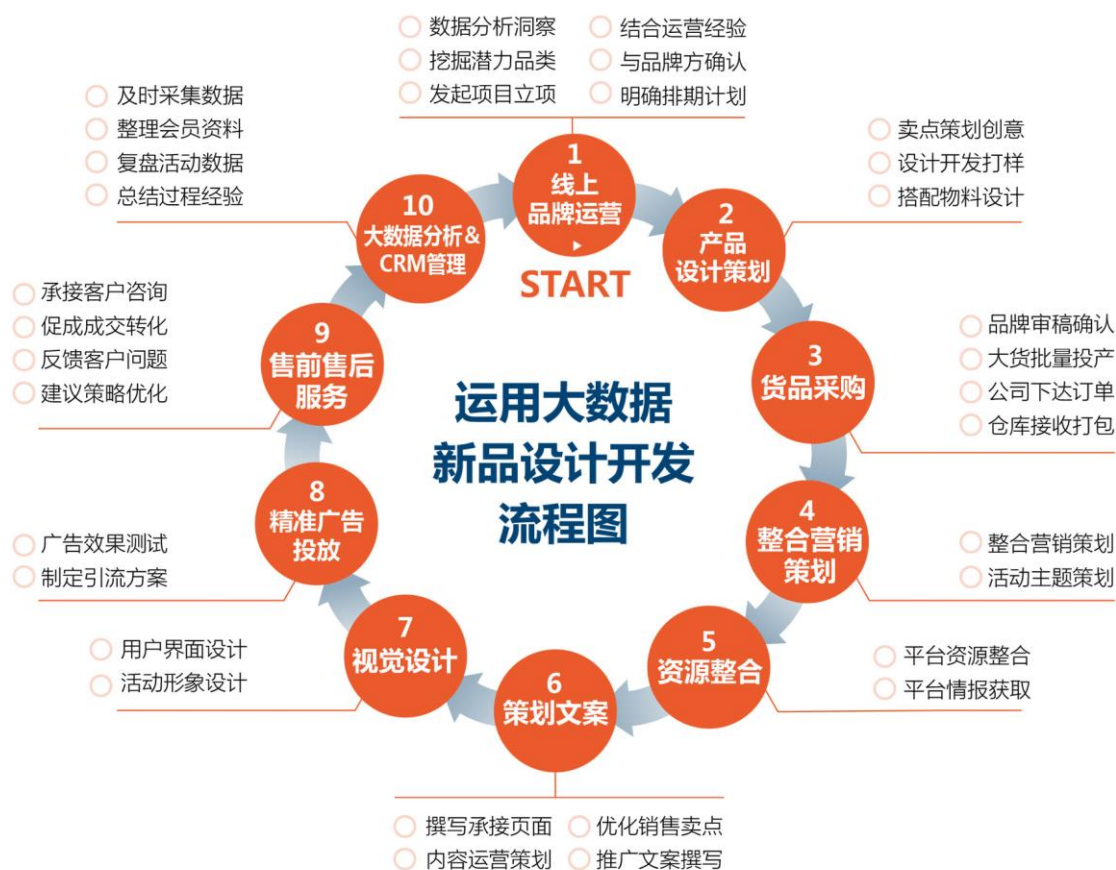 数据分析洞察
挖掘潜力品类
发起项目立项
结合运营经验
与品牌方确认
明确排期计划
1
线上
品牌运营
START
卖点策划创意
设计开发打样
搭配物料设计
2
产品
设计策划
品牌审稿确认
大货批量投产
公司下达订单
仓库接收打包
3
货品采购
整合营销策划
活动主题策划
4
整合营销
策划
平台资源整合
平台情报获取
5
资源整合
6
策划文案
撰写承接页面
内容运营策划
优化销售卖点
推广文案撰写
7
视觉设计
用户界面设计
活动形象设计
8
精准广告
投放
广告效果测试
制定引流方案
9
售前售后
服务
承接客户咨询
促成成交转化
反馈客户问题
建议策略优化
10
大数据分析&
CRM管理
及时采集数据
整理会员资料
复盘活动数据
总结过程经验
运用大数据
新品设计开发
流程图